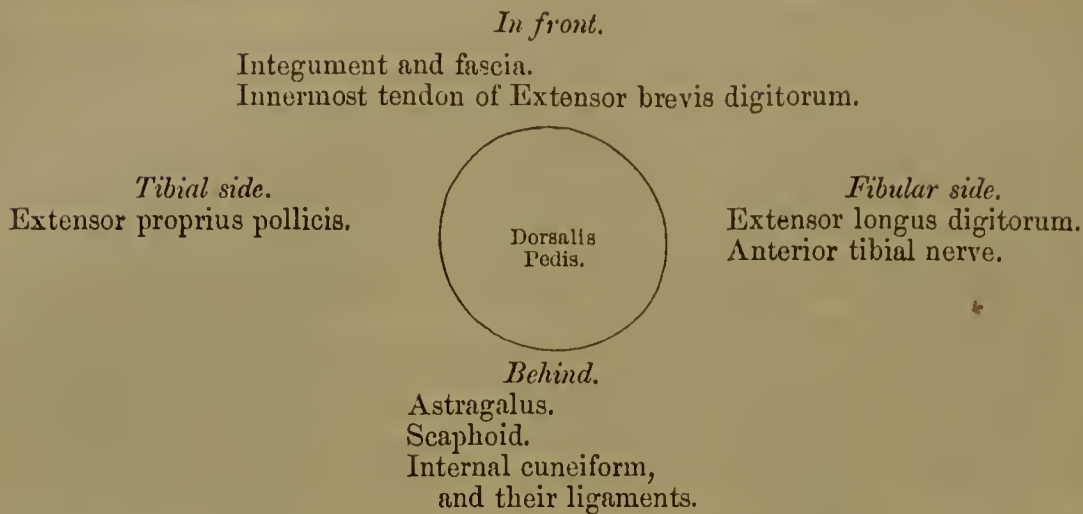 In front.
Integument and fascia.
Innermost tendon of Extensor brevis digitorum.
Tibial side.
Extensor proprius pollicis.
Dorsalis
Pedis.
Fibular side.
Extensor longus digitorum.
Anterior tibial nerve.
Behind.
Astragalus.
Scaphoid.
Internal cuneiform,
and their ligaments.